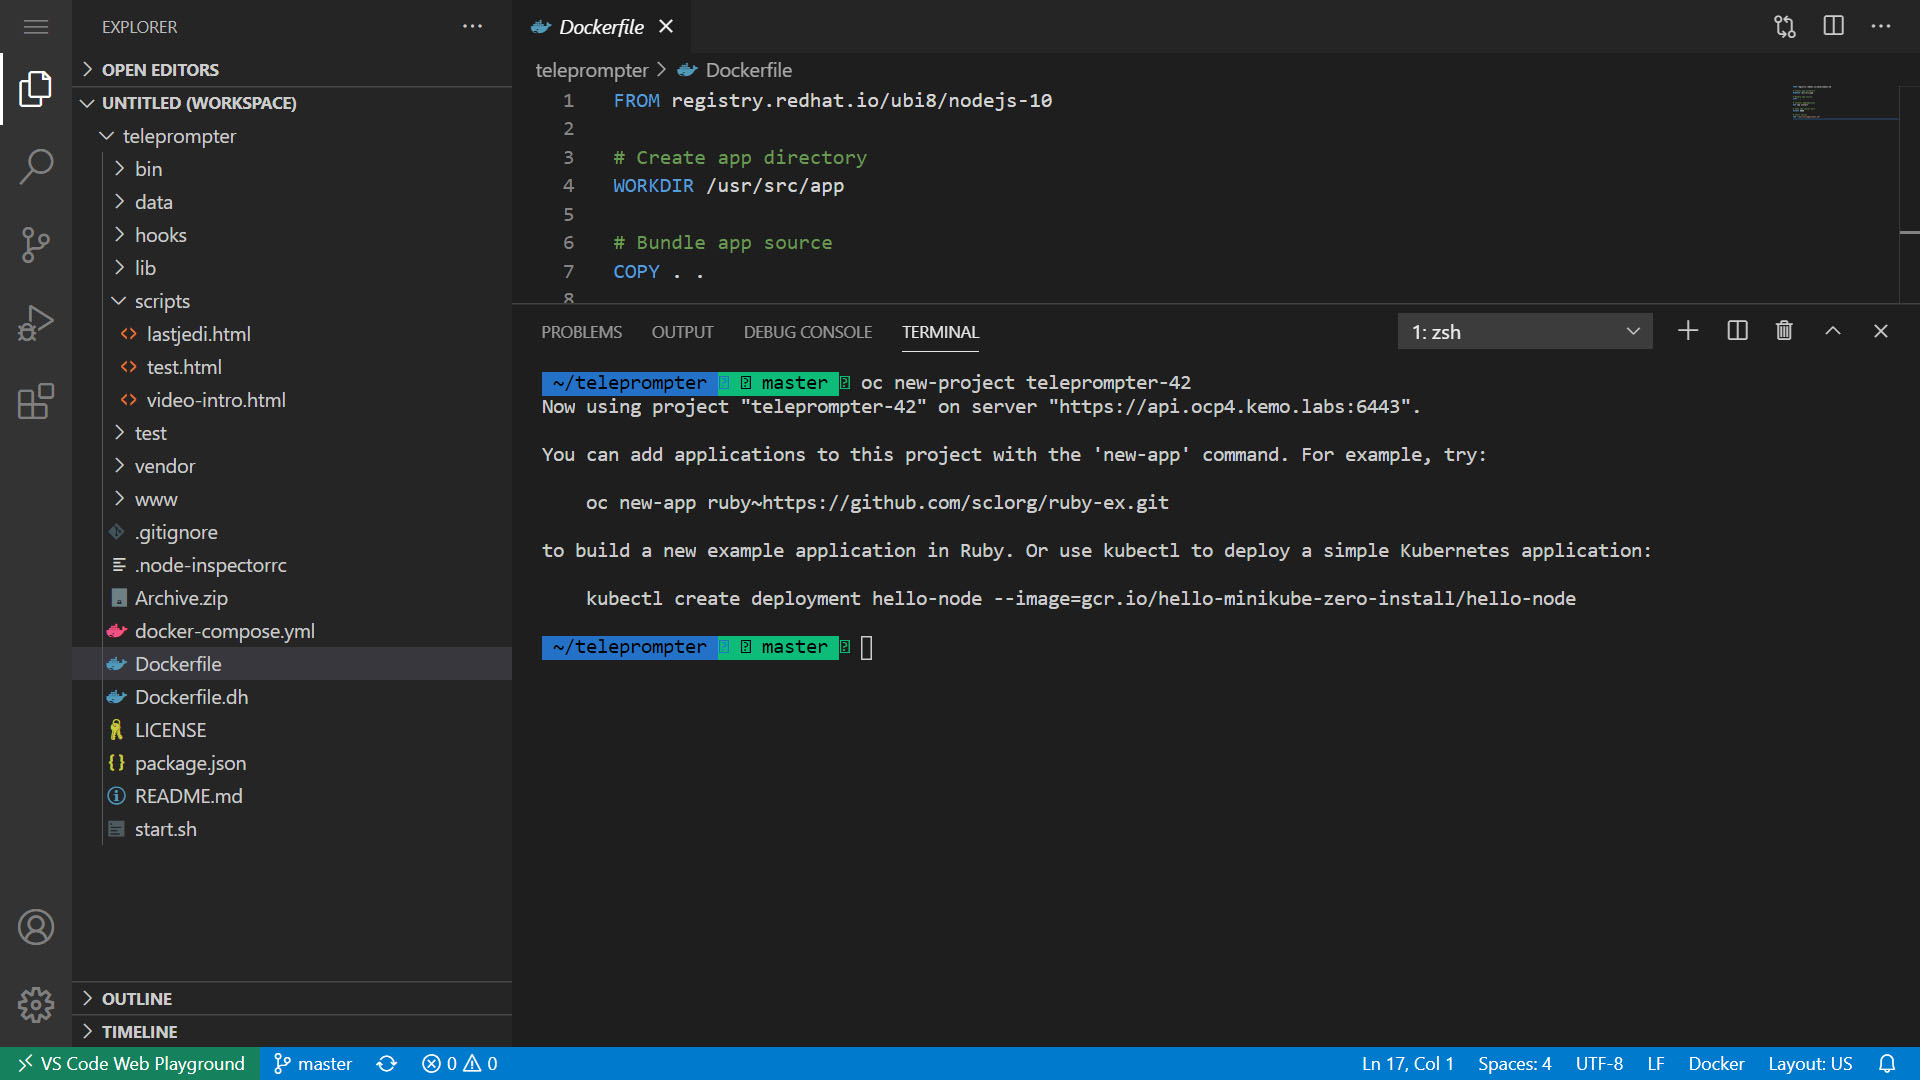 EXPLORER
OPEN EDITORS
UNTITLED (WORKSPACE)
teleprompter
bin
data
hooks
lib
scripts
lastjedi.html
test.html
video-intro.html
test
vendor
www
.gitignore
.node-inspectorrc
Archive.zip
docker-compose.yml
Dockerfile
Dockerfile.dh
LICENSE
package.json
README.md
start.sh
OUTLINE
TIMELINE
Dockerfile
teleprompter > Dockerfile
1 FROM registry.redhat.io/ubi8/nodejs-10
2
3 # Create app directory
4 WORKDIR /usr/src/app
5
6 # Bundle app source
7 COPY . .
8
PROBLEMS OUTPUT DEBUG CONSOLE TERMINAL 1: zsh
~/teleprompter master oc new-project teleprompter-42
Now using project "teleprompter-42" on server "https://api.ocp4.kemo.labs:6443".
You can add applications to this project with the 'new-app' command. For example, try:
oc new-app ruby~https://github.com/sclorg/ruby-ex.git
to build a new example application in Ruby. Or use kubectl to deploy a simple Kubernetes application:
kubectl create deployment hello-node --image=gcr.io/hello-minikube-zero-install/hello-node
~/teleprompter master
VS Code Web Playground master 0 0 Ln 17, Col 1 Spaces: 4 UTF-8 LF Docker Layout: US